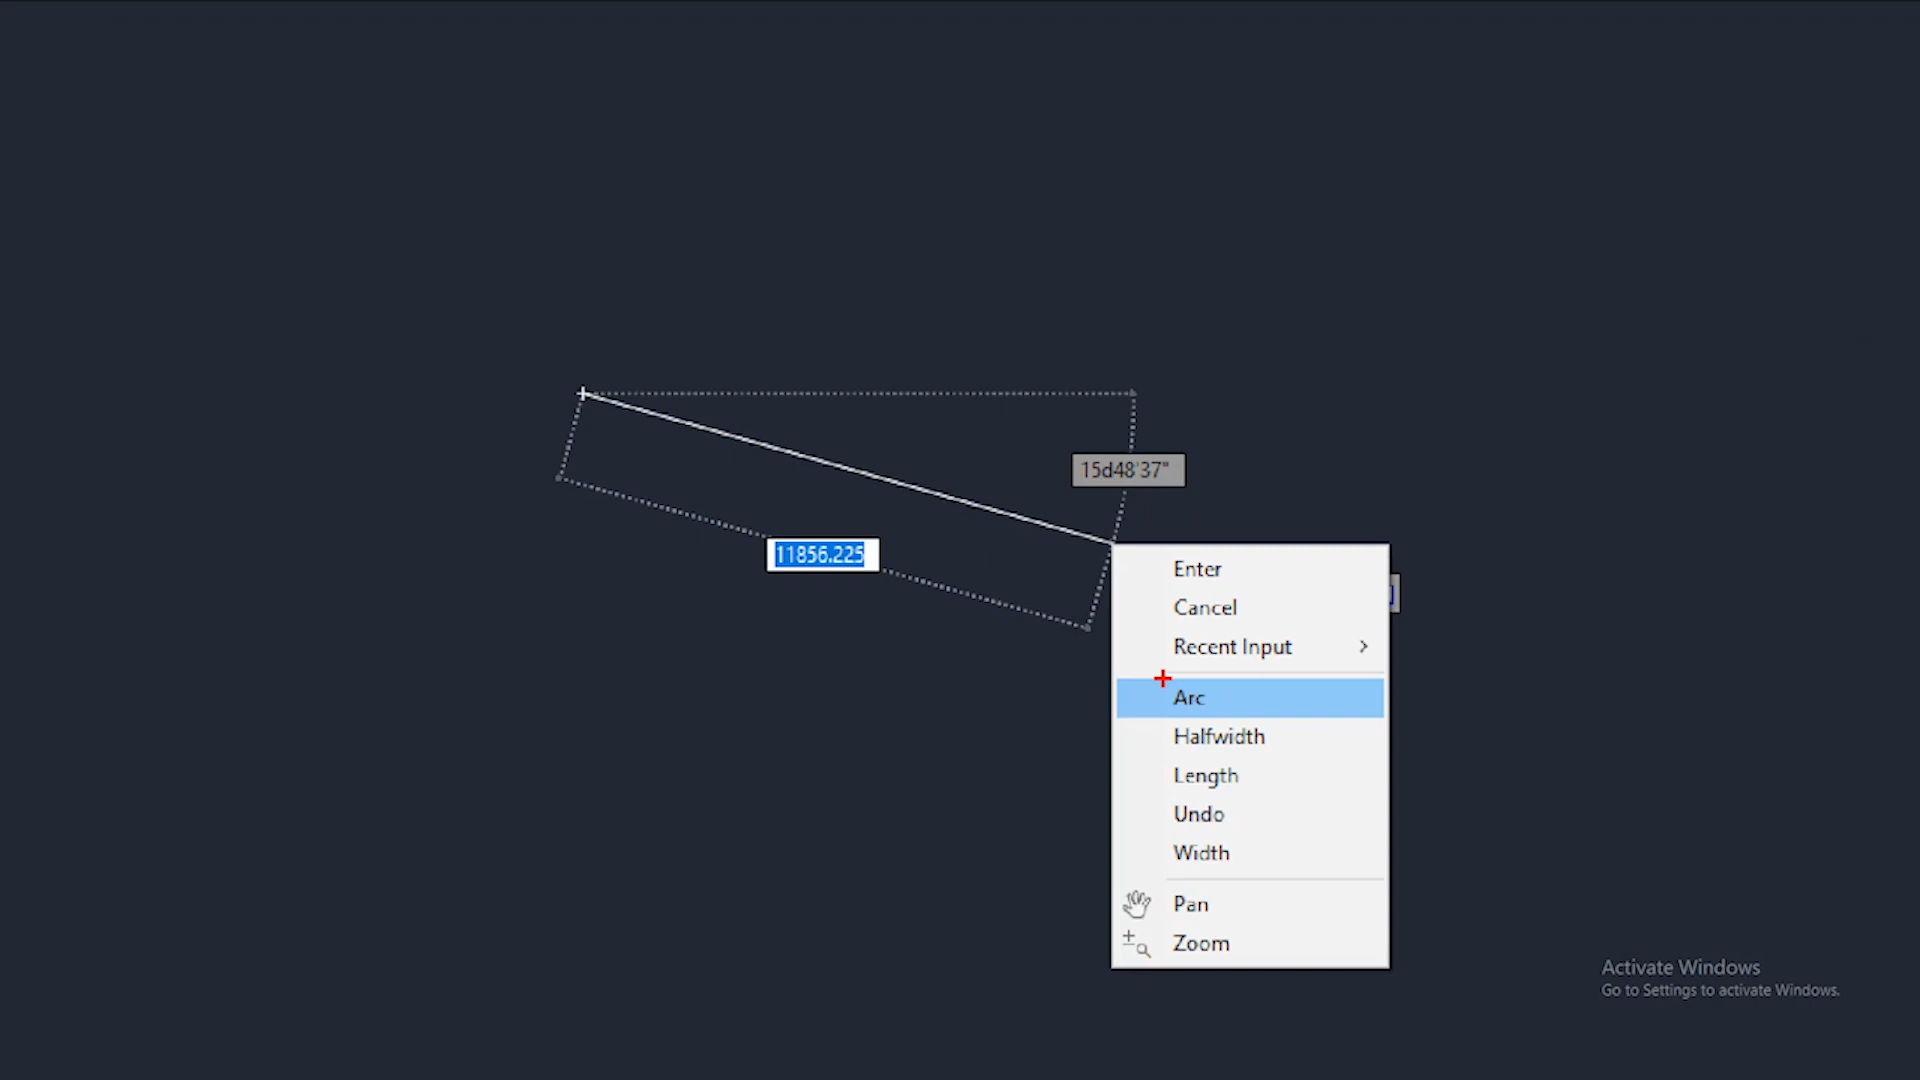 15d48'37"
11856.225
Enter
Cancel
Recent Input
Arc
Halfwidth
Length
Undo
Width
Pan
Zoom
Activate Windows
Go to Settings to activate Windows.